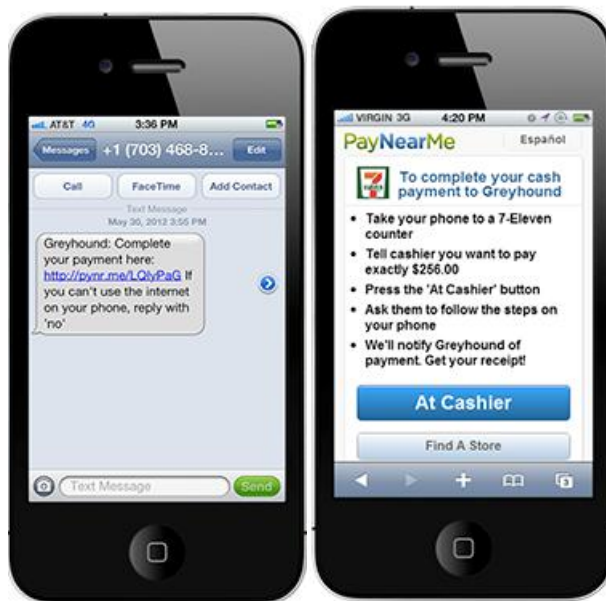 AT&T 4G 3:36 PM
Messages +1 (703) 468-8... Edit
Call FaceTime Add Contact
Text Message
May 30, 2012 3:55 PM
Greyhound: Complete
your payment here:
http://pynr.me/LQlyPaG If
you can't use the internet
on your phone, reply with
'no'
Text Message Send
VIRGIN 3G 4:20 PM
PayNearMe Español
7 ELEVEN
To complete your cash
payment to Greyhound
• Take your phone to a 7-Eleven
counter
• Tell cashier you want to pay
exactly $256.00
• Press the 'At Cashier' button
• Ask them to follow the steps on
your phone
• We'll notify Greyhound of
payment. Get your receipt!
At Cashier
Find A Store
3